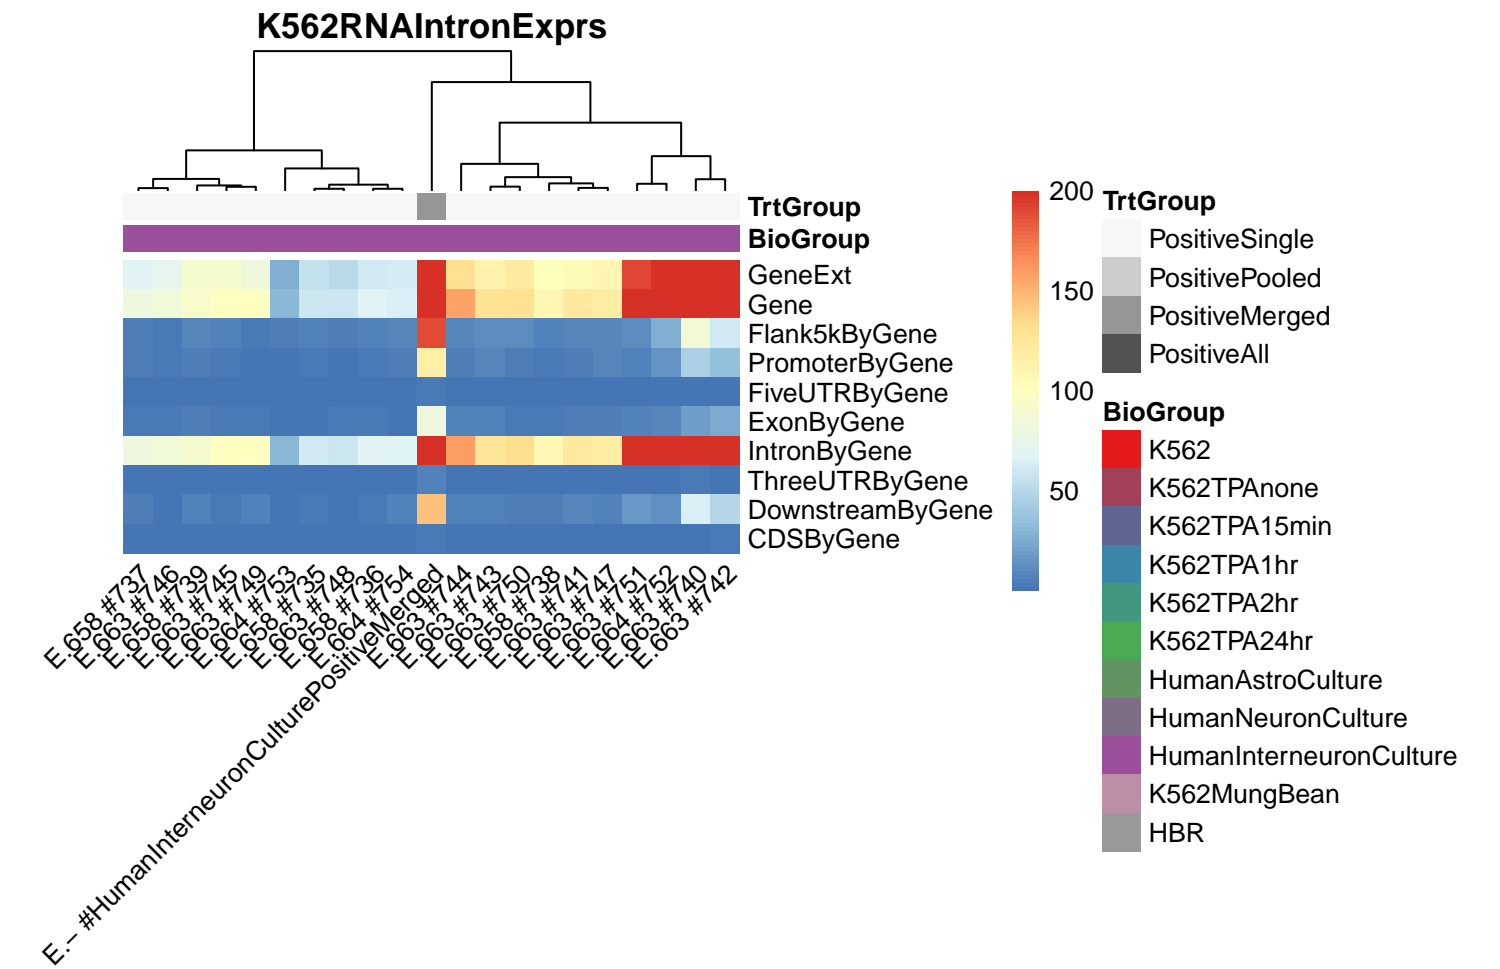 K562RNAIntronExprs
TrtGroup
BioGroup
GeneExt
Gene
Flank5kByGene
PromoterByGene
FiveUTRByGene
ExonByGene
IntronByGene
ThreeUTRByGene
DownstreamByGene
CDSByGene
E.658 #737
E.663 #746
E.658 #739
E.663 #745
E.663 #749
E.664 #753
E.658 #735
E.663 #748
E.658 #736
E.664 #754
E.− #HumanInterneuronCulturePositiveMerged
E.663 #744
E.663 #743
E.663 #750
E.658 #738
E.663 #741
E.663 #747
E.663 #751
E.664 #752
E.663 #740
E.663 #742
200
150
100
50
TrtGroup
PositiveSingle
PositivePooled
PositiveMerged
PositiveAll
BioGroup
K562
K562TPAnone
K562TPA15min
K562TPA1hr
K562TPA2hr
K562TPA24hr
HumanAstroCulture
HumanNeuronCulture
HumanInterneuronCulture
K562MungBean
HBR